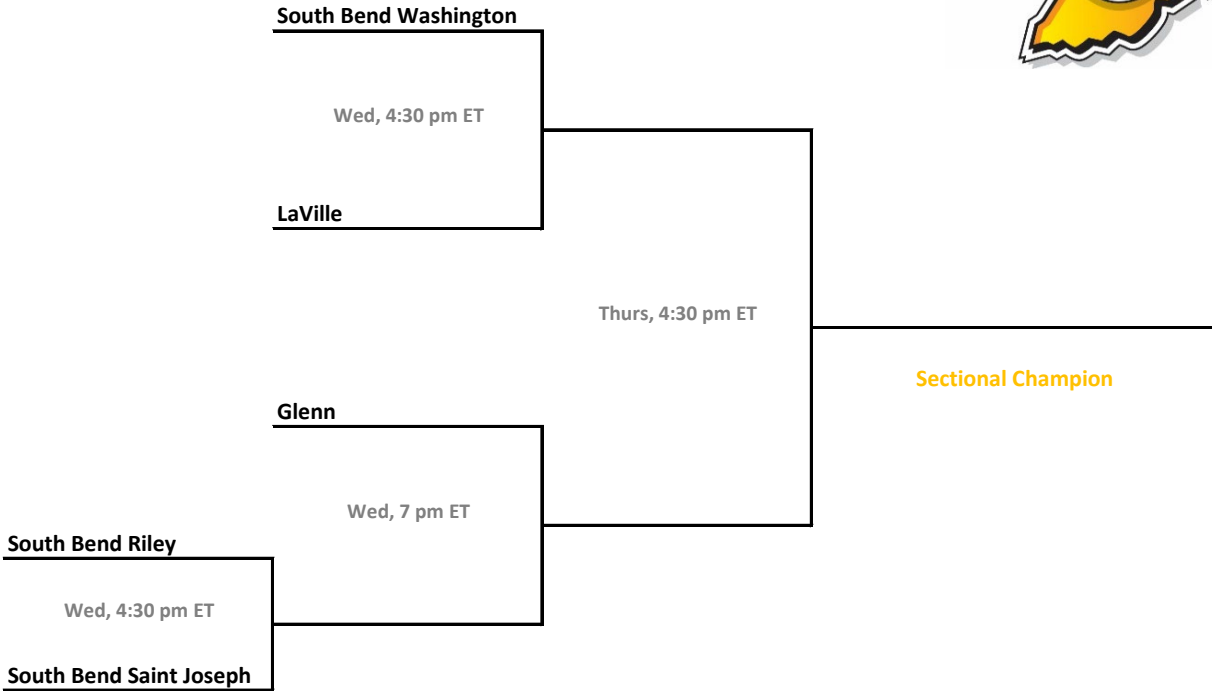 South Bend Washington
Wed, 4:30 pm ET
LaVille
Thurs, 4:30 pm ET
Sectional Champion
Glenn
Wed, 7 pm ET
South Bend Riley
Wed, 4:30 pm ET
South Bend Saint Joseph